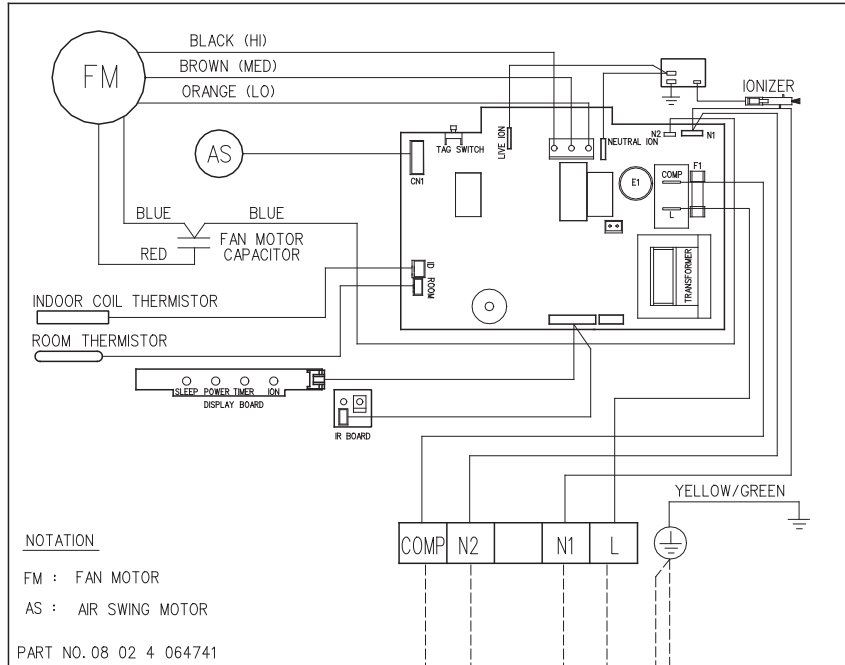 BLACK (HI)
BROWN (MED)
ORANGE (LO)
FM
IONIZER
AS
TAG SWITCH
LIVE ION
NEUTRAL ION
N2
N1
CN1
E1
COMP
F1
L
BLUE
BLUE
RED
FAN MOTOR
CAPACITOR
ID
ROOM
TRANSFORMER
INDOOR COIL THERMISTOR
ROOM THERMISTOR
SLEEP POWER TIMER ION
DISPLAY BOARD
IR BOARD
YELLOW/GREEN
COMP N2 N1 L
NOTATION
FM : FAN MOTOR
AS : AIR SWING MOTOR
PART NO. 08 02 4 064741